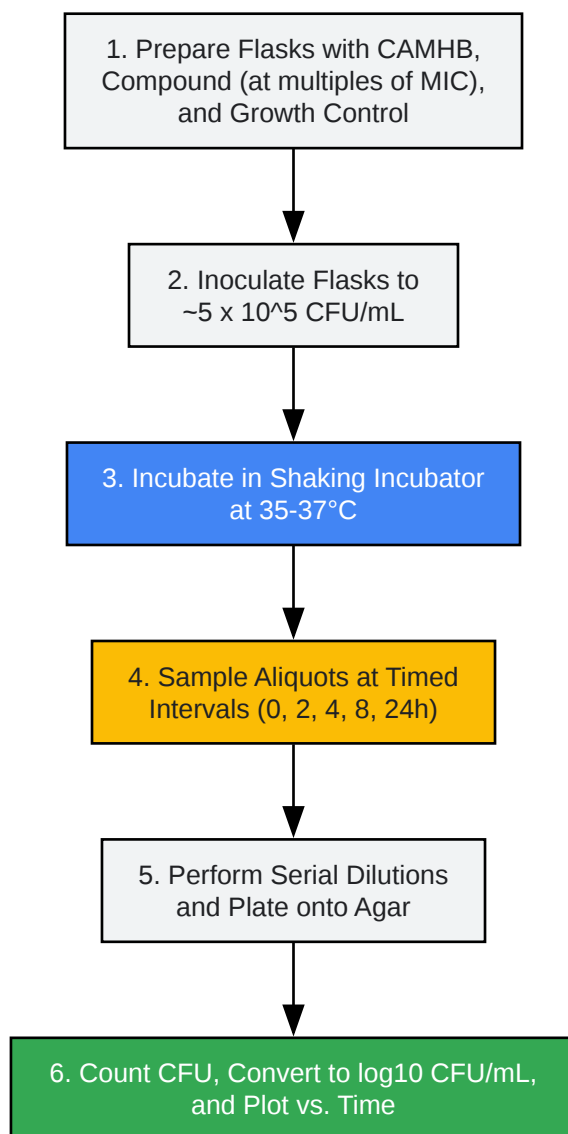 1. Prepare Flasks with CAMHB,
Compound (at multiples of MIC),
and Growth Control
2. Inoculate Flasks to
~5 x 10^5 CFU/mL
3. Incubate in Shaking Incubator
at 35-37°C
4. Sample Aliquots at Timed
Intervals (0, 2, 4, 8, 24h)
5. Perform Serial Dilutions
and Plate onto Agar
6. Count CFU, Convert to log10 CFU/mL,
and Plot vs. Time